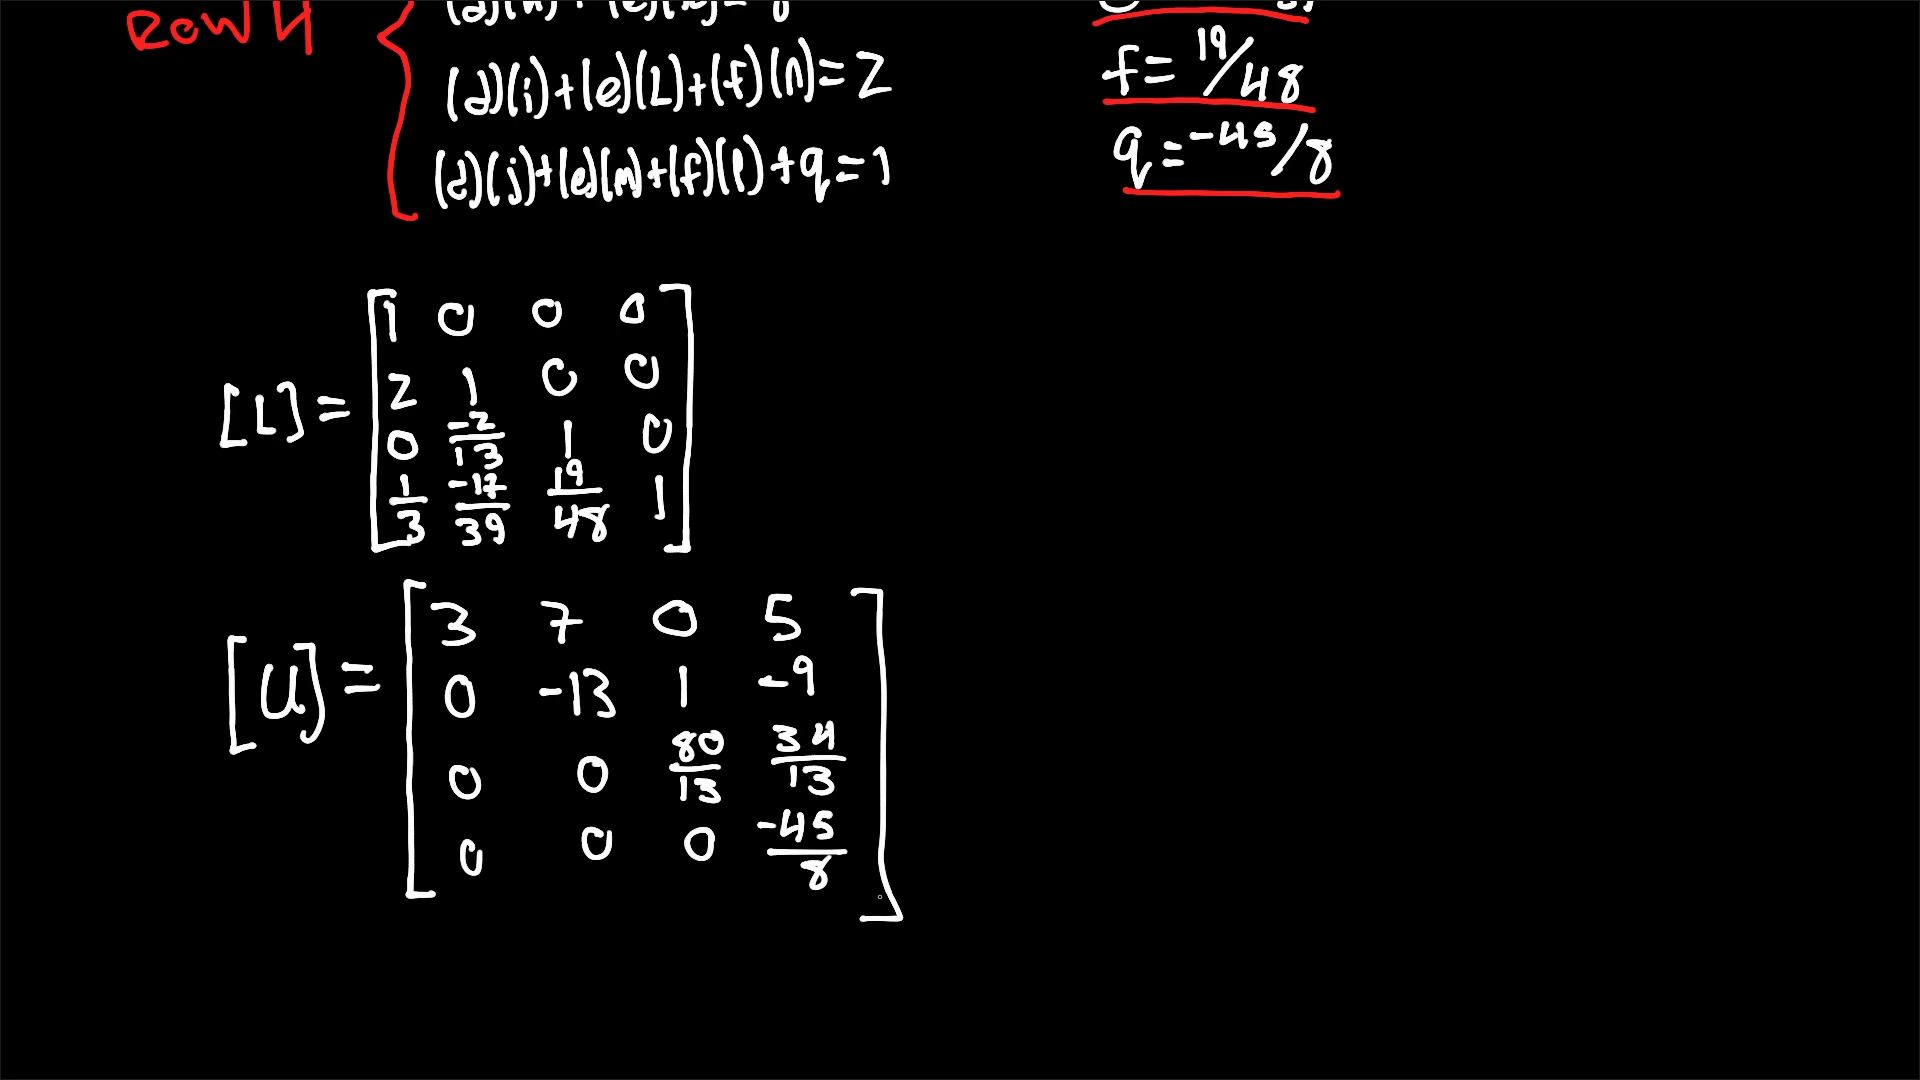 Row 4
(d)(i)+(e)(L)+(f)(n)=2
(d)(j)+(e)(m)+(f)(p)+q=1
f=19/48
q=-45/8
[L]=
1 0 0 0
2 1 0 0
0 -2/13 1 0
1/3 -17/39 19/48 1
[U]=
3 7 0 5
0 -13 1 -9
0 0 80/13 34/13
0 0 0 -45/8